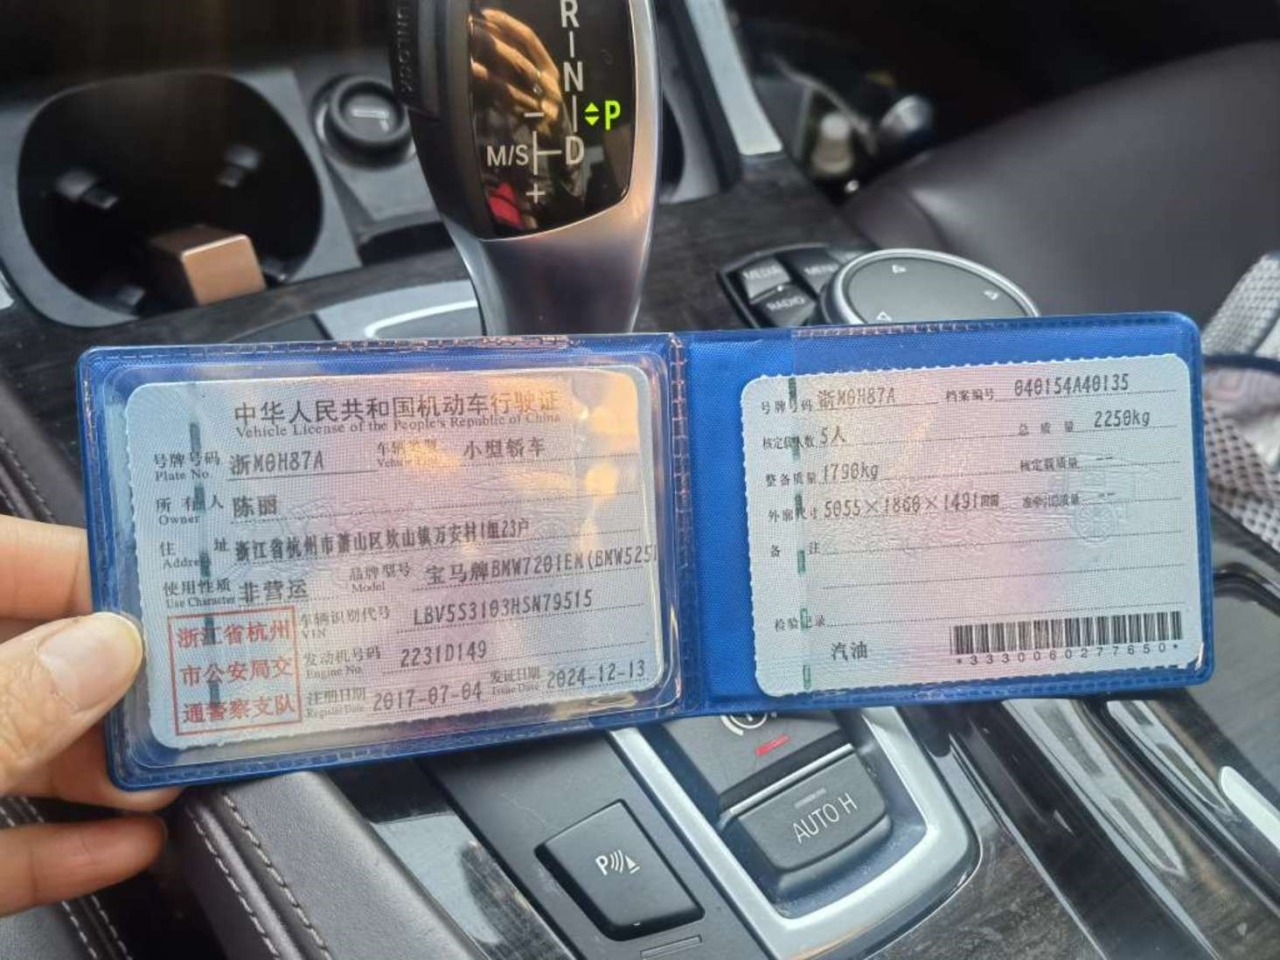 R
N
P
M/S
D
–
+
MEDIA
MENU
RADIO
中华人民共和国机动车行驶证
Vehicle License of the People's Republic of China
号牌号码 浙M0H87A 车辆类型 小型轿车
Plate No.
所有人 陈丽
Owner
住址 浙江省杭州市萧山区坎山镇万安村1组23户
Address
使用性质 非营运 品牌型号 宝马牌BMW7201EM(BMW525
Use Character Model
浙江省杭州
市公安局交
通警察支队
车辆识别代号 LBV5S3103HSN79515
VIN
发动机号码 2231D149
Engine No.
注册日期 2017-07-04 发证日期 2024-12-13
Register Date Issue Date
号牌号码 浙M0H87A 档案编号 040154A40135
核定载人数 5人 总质量 2250kg
整备质量 1790kg 核定载质量 --
外廓尺寸 5055×1860×1491mm 准牵引总质量 --
备注
检验记录
汽油
*3330060277650*
AUTO H
P